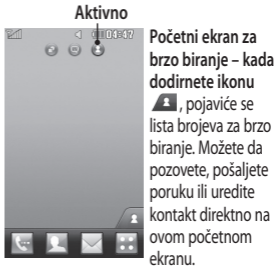 Aktivno
04:47
Početni ekran za
brzo biranje – kada
dodirnete ikonu
, pojaviće se
lista brojeva za brzo
biranje. Možete da
pozovete, pošaljete
poruku ili uredite
kontakt direktno na
ovom početnom
ekranu.